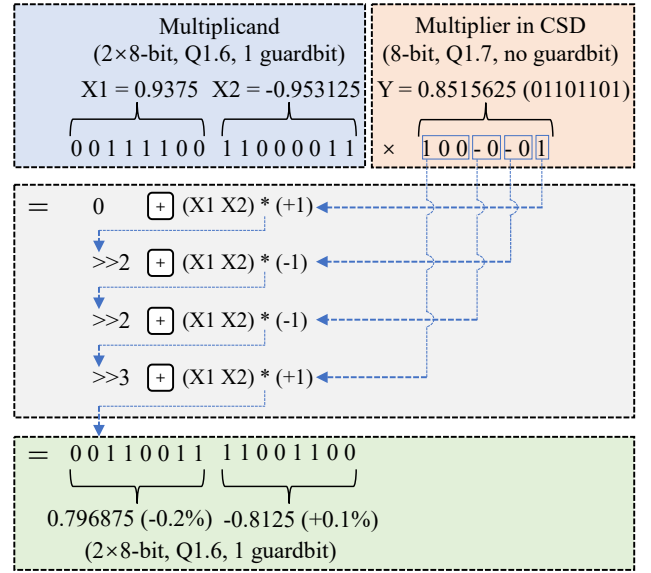 Multiplicand
(2×8-bit, Q1.6, 1 guardbit)
X1 = 0.9375 X2 = -0.953125
0 0 1 1 1 1 0 0 1 1 0 0 0 0 1 1
Multiplier in CSD
(8-bit, Q1.7, no guardbit)
Y = 0.8515625 (01101101)
× 1 0 0 - 0 - 0 1
= 0 + (X1 X2) * (+1)
>>2 + (X1 X2) * (-1)
>>2 + (X1 X2) * (-1)
>>3 + (X1 X2) * (+1)
= 0 0 1 1 0 0 1 1 1 1 0 0 1 1 0 0
0.796875 (-0.2%) -0.8125 (+0.1%)
(2×8-bit, Q1.6, 1 guardbit)